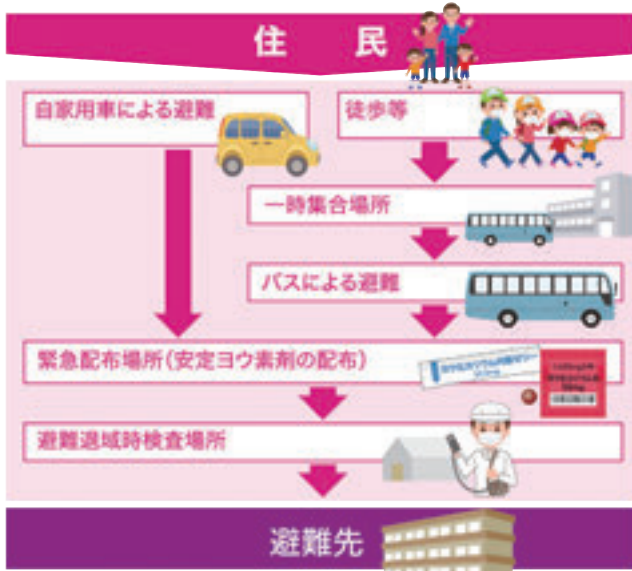 住 民
自家用車による避難
徒歩等
一時集合場所
バスによる避難
緊急配布場所(安定ヨウ素剤の配布)
避難退域時検査場所
避難先